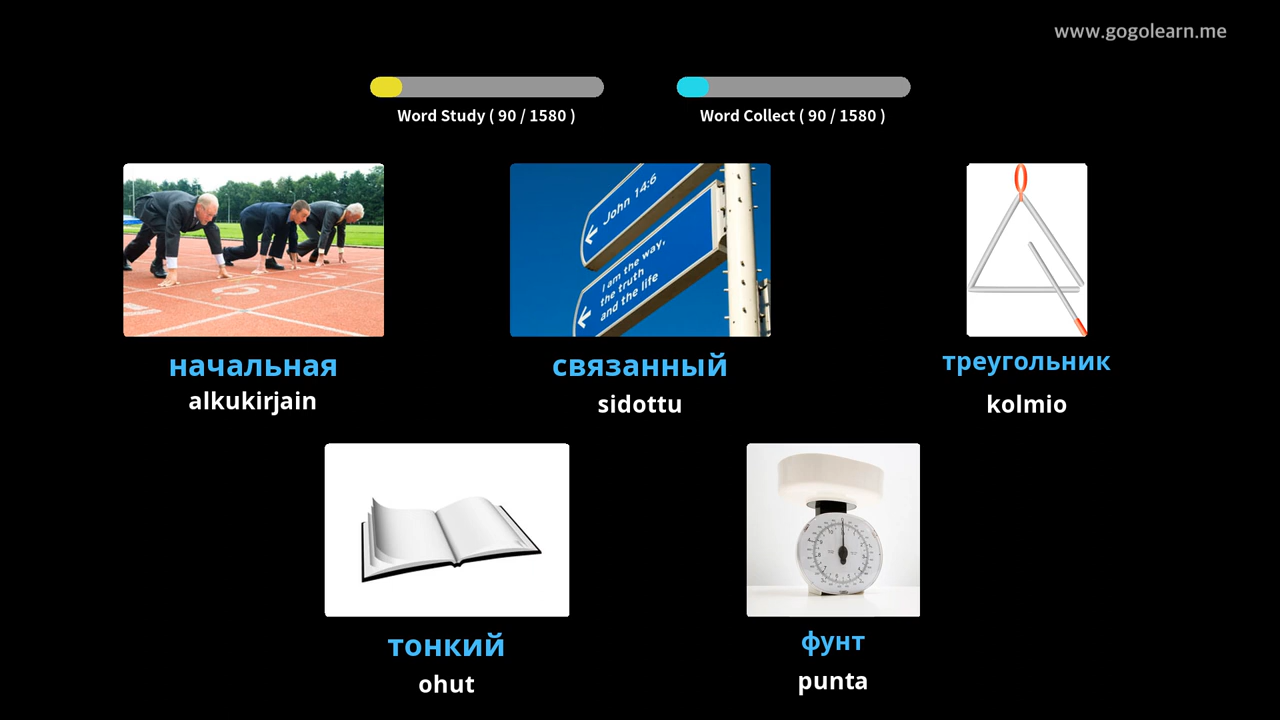 www.gogolearn.me
Word Study ( 90 / 1580 )
Word Collect ( 90 / 1580 )
John 14:6
I am the way,
the truth
and the life
начальная
alkukirjain
связанный
sidottu
треугольник
kolmio
тонкий
ohut
фунт
punta